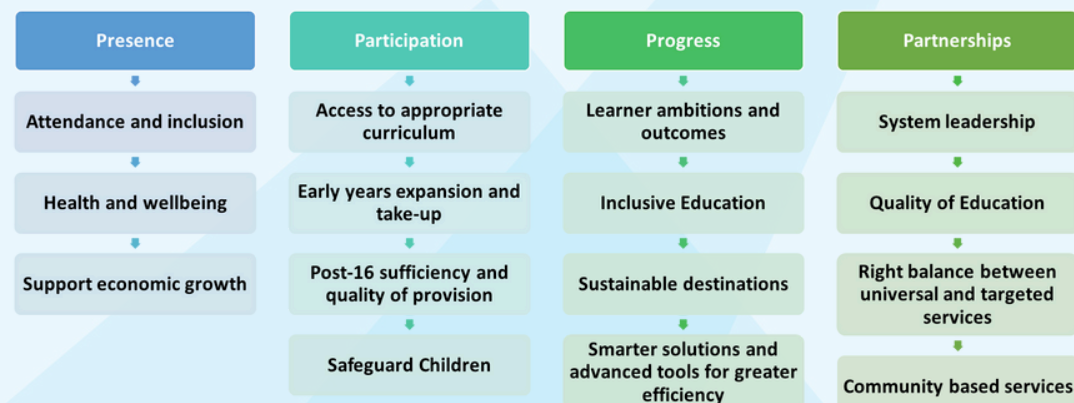 Presence
Attendance and inclusion
Health and wellbeing
Support economic growth
Participation
Access to appropriate
curriculum
Early years expansion and
take-up
Post-16 sufficiency and
quality of provision
Safeguard Children
Progress
Learner ambitions and
outcomes
Inclusive Education
Sustainable destinations
Smarter solutions and
advanced tools for greater
efficiency
Partnerships
System leadership
Quality of Education
Right balance between
universal and targeted
services
Community based services